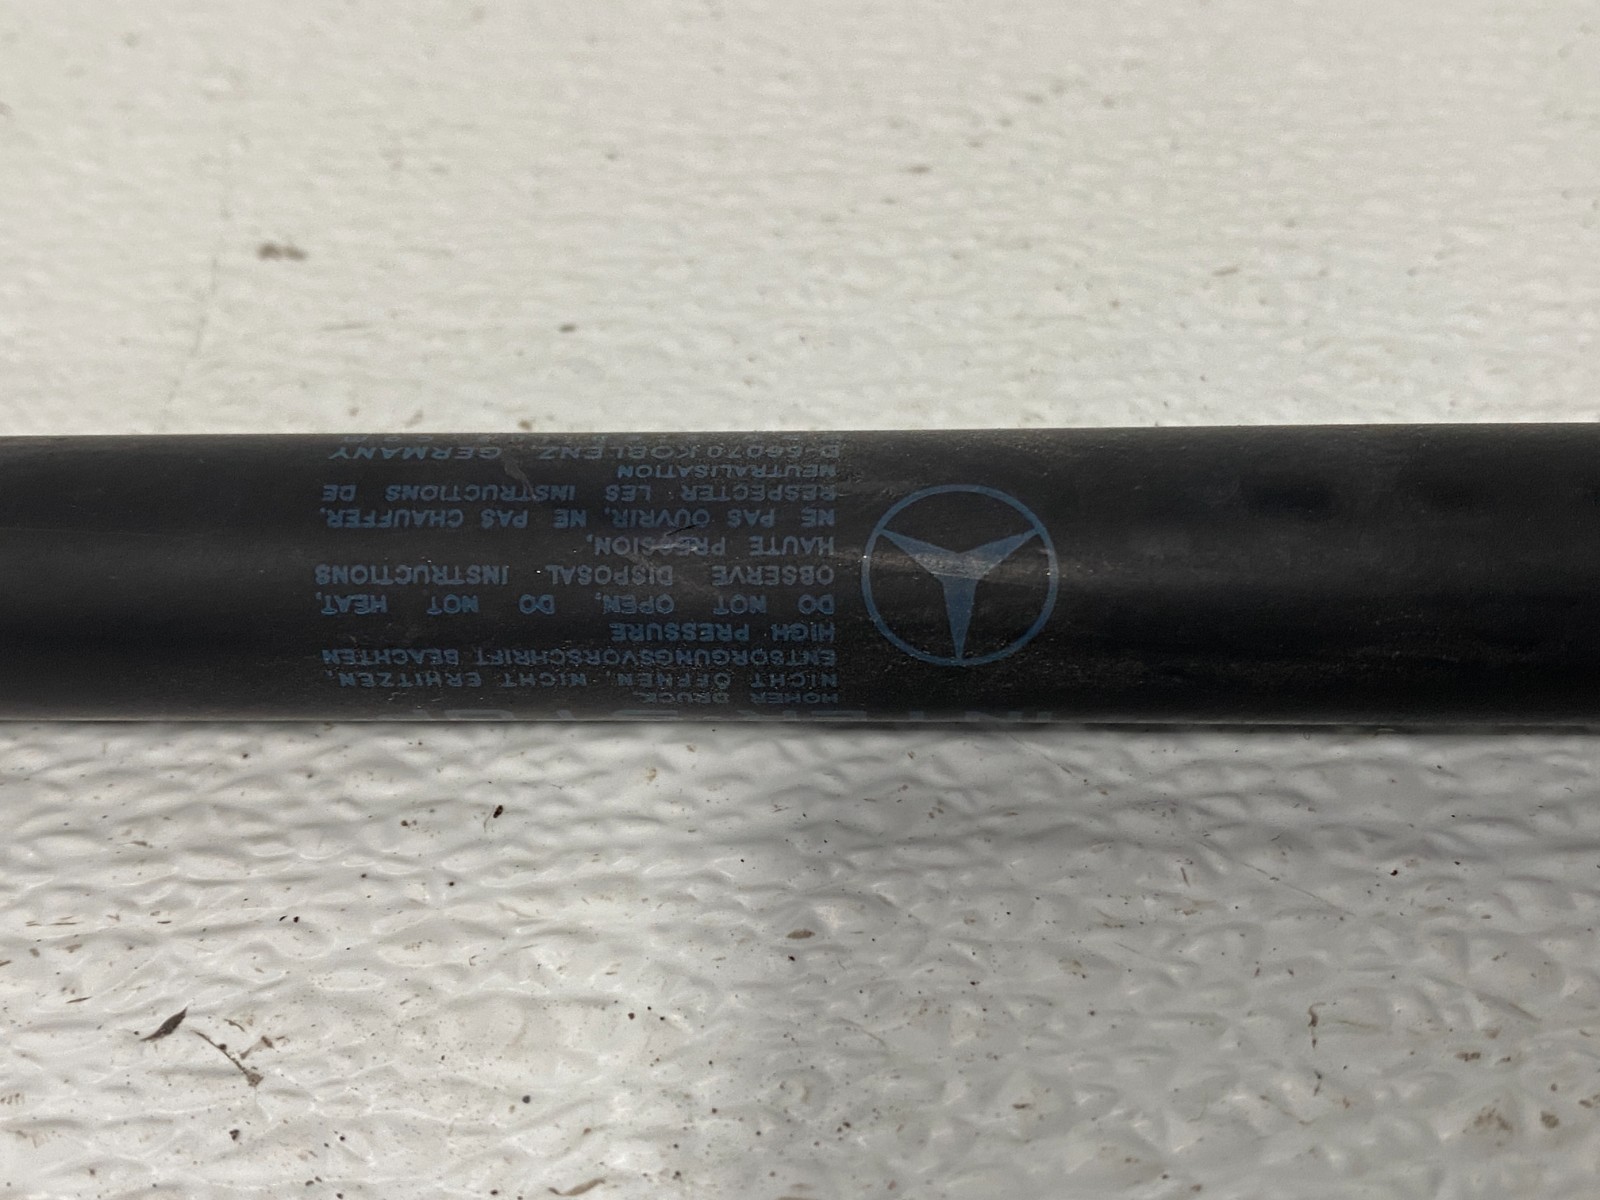 HOHER DRUCK
NICHT ÖFFNEN, NICHT ERHITZEN,
ENTSORGUNGSVORSCHRIFT BEACHTEN
HIGH PRESSURE
DO NOT OPEN, DO NOT HEAT,
OBSERVE DISPOSAL INSTRUCTIONS
HAUTE PRESSION,
NE PAS OUVRIR, NE PAS CHAUFFER,
RESPECTER LES INSTRUCTIONS DE
NEUTRALISATION
D-56070 KOBLENZ GERMANY